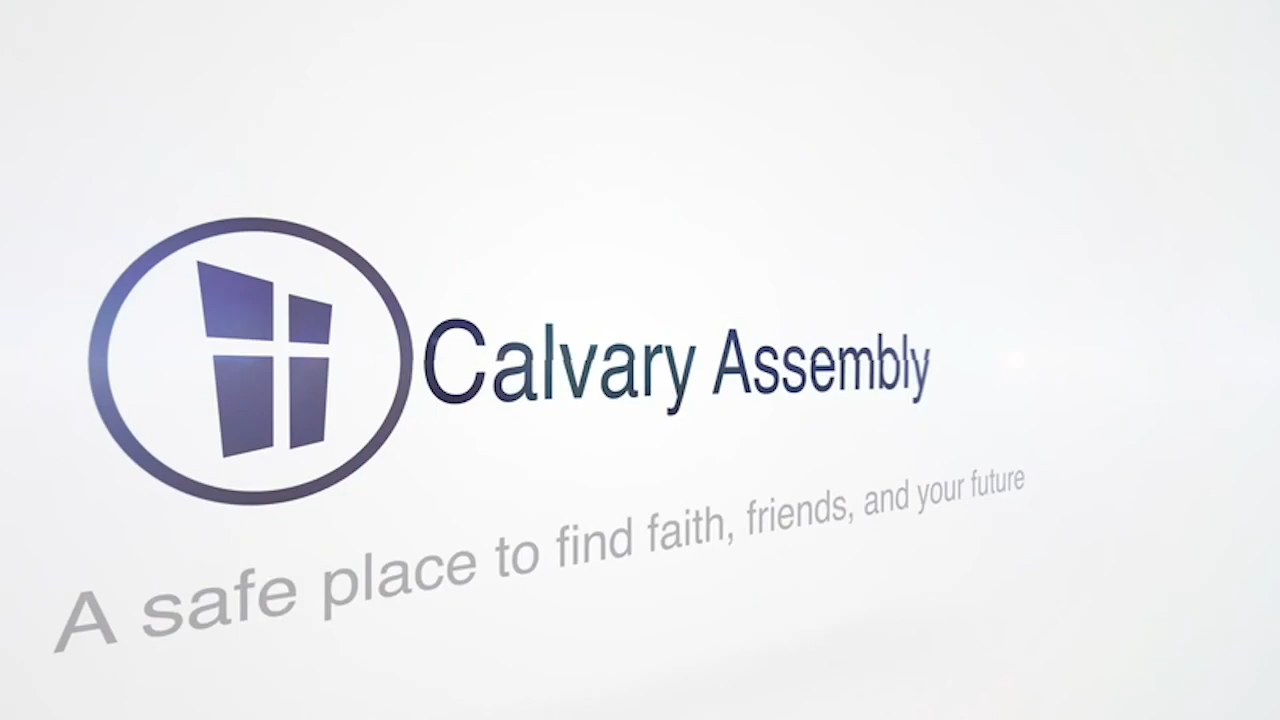 Calvary Assembly
A safe place to find faith, friends, and your future